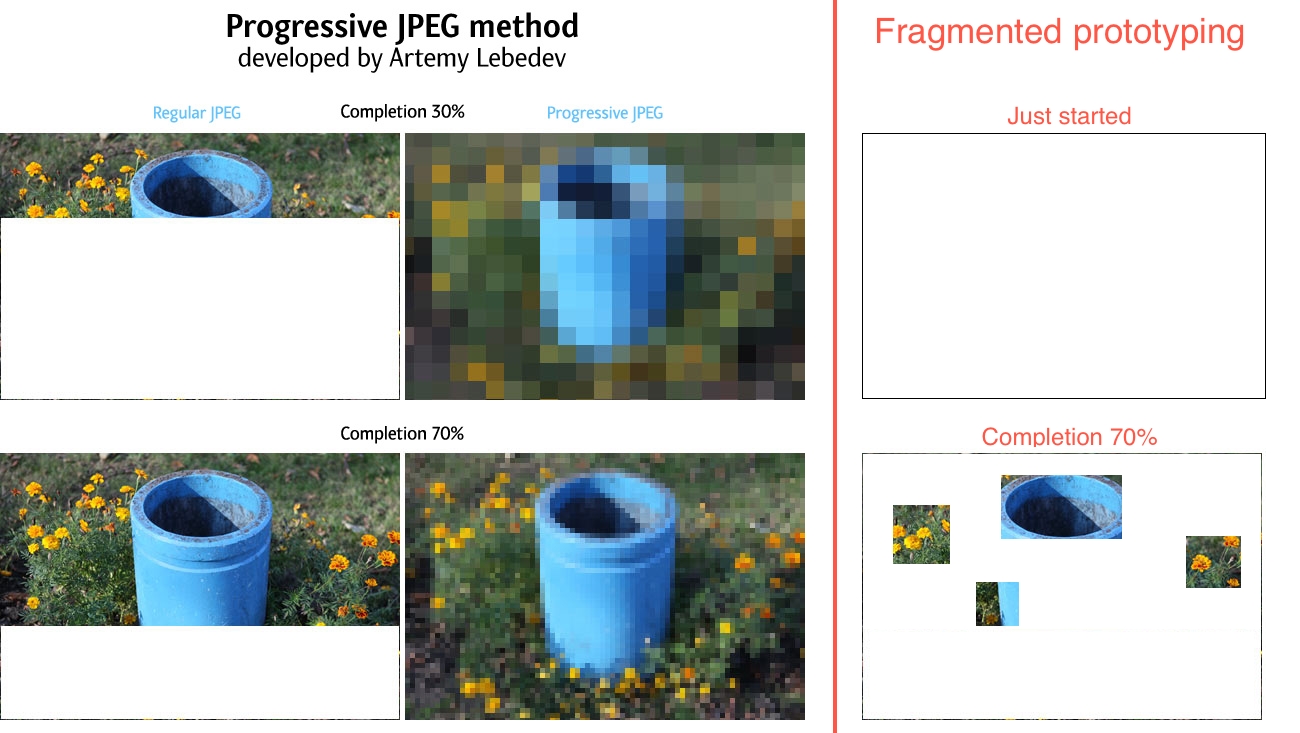 Progressive JPEG method
developed by Artemy Lebedev
Regular JPEG
Completion 30%
Progressive JPEG
Completion 70%
Fragmented prototyping
Just started
Completion 70%